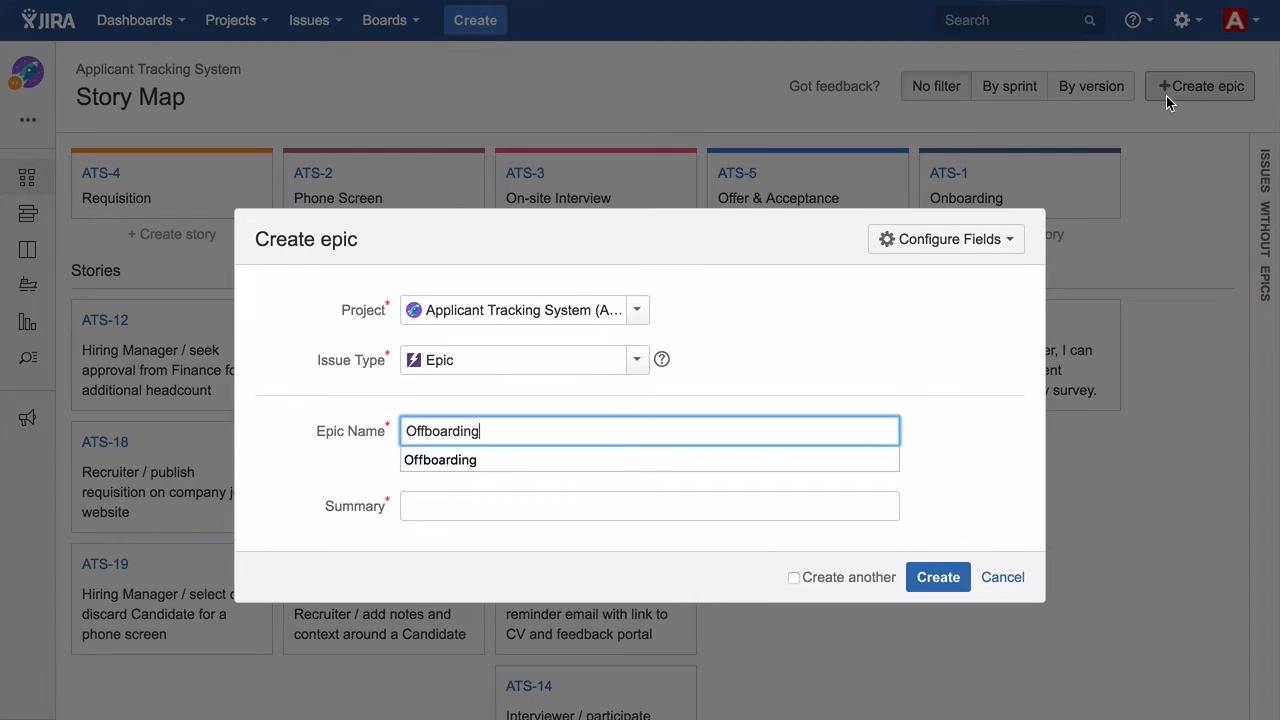 JIRA Dashboards Projects Issues Boards Create Search
Applicant Tracking System
Story Map
Got feedback? No filter By sprint By version + Create epic
ATS-4 ATS-2 ATS-3 ATS-5 ATS-1
Requisition Phone Screen On-site Interview Offer & Acceptance Onboarding
+ Create story
ISSUES WITHOUT EPICS
Create epic Configure Fields
Project* Applicant Tracking System (A...
Issue Type* Epic
Epic Name* Offboarding
Offboarding
Summary*
Create another Create Cancel
Stories
ATS-12
Hiring Manager / seek
approval from Finance fo
additional headcount
er, I can
ent
y survey.
ATS-18
Recruiter / publish
requisition on company j
website
ATS-19
Hiring Manager / select o
discard Candidate for a
phone screen
Recruiter / add notes and
context around a Candidate
reminder email with link to
CV and feedback portal
ATS-14
Interviewer / participate